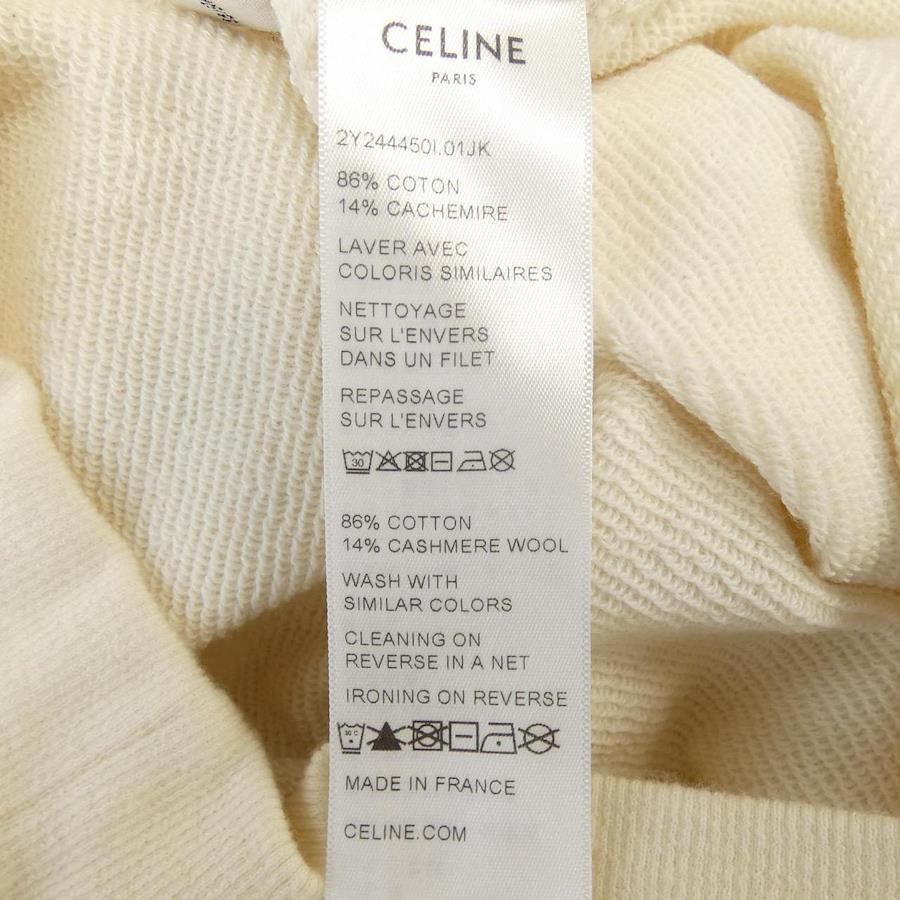 CELINE
PARIS
2Y244450I.01JK
86% COTON
14% CACHEMIRE
LAVER AVEC
COLORIS SIMILAIRES
NETTOYAGE
SUR L'ENVERS
DANS UN FILET
REPASSAGE
SUR L'ENVERS
30
86% COTTON
14% CASHMERE WOOL
WASH WITH
SIMILAR COLORS
CLEANING ON
REVERSE IN A NET
IRONING ON REVERSE
30 C
MADE IN FRANCE
CELINE.COM